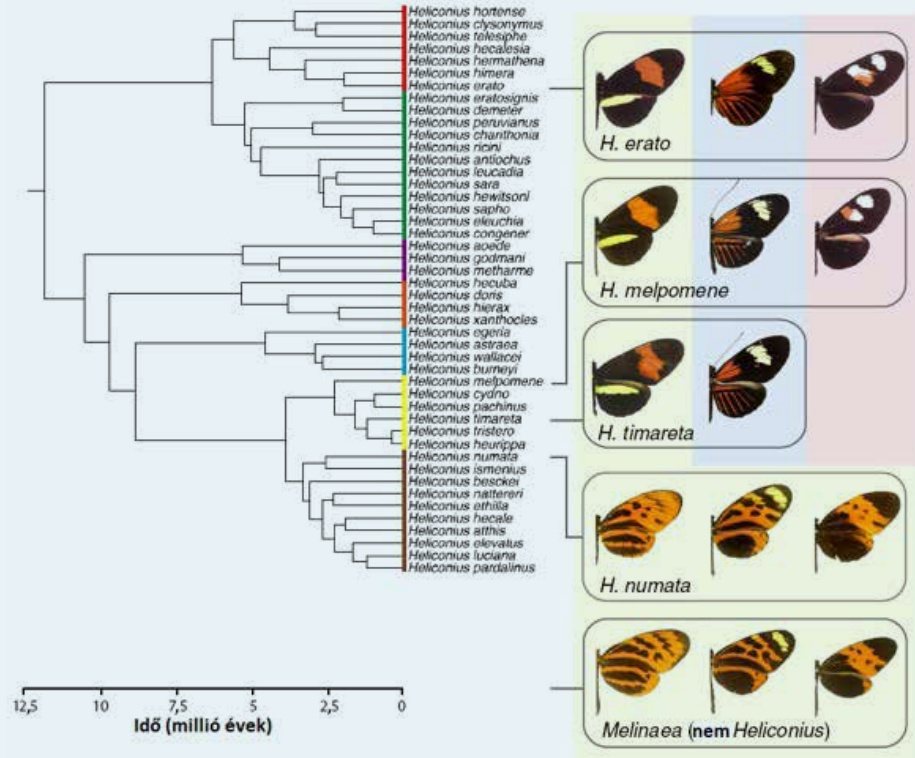 Heliconius hortense
Heliconius clysonymus
Heliconius telesiphe
Heliconius hecalesia
Heliconius hermathena
Heliconius himera
Heliconius erato
Heliconius eratosignis
Heliconius demeter
Heliconius peruvianus
Heliconius charithonia
Heliconius ricini
Heliconius antiochus
Heliconius leucadia
Heliconius sara
Heliconius hewitsoni
Heliconius sapho
Heliconius eleuchia
Heliconius congener
Heliconius aoede
Heliconius godmani
Heliconius metharme
Heliconius hecuba
Heliconius doris
Heliconius hierax
Heliconius xanthocles
Heliconius egeria
Heliconius astraea
Heliconius wallacei
Heliconius burneyi
Heliconius melpomene
Heliconius cydno
Heliconius pachinus
Heliconius timareta
Heliconius tristero
Heliconius heurippa
Heliconius numata
Heliconius ismenius
Heliconius besckei
Heliconius nattereri
Heliconius ethilla
Heliconius hecale
Heliconius atthis
Heliconius elevatus
Heliconius luciana
Heliconius pardalinus
H. erato
H. melpomene
H. timareta
H. numata
Melinaea (nem Heliconius)
12,5 10 7,5 5 2,5 0
Idő (millió évek)